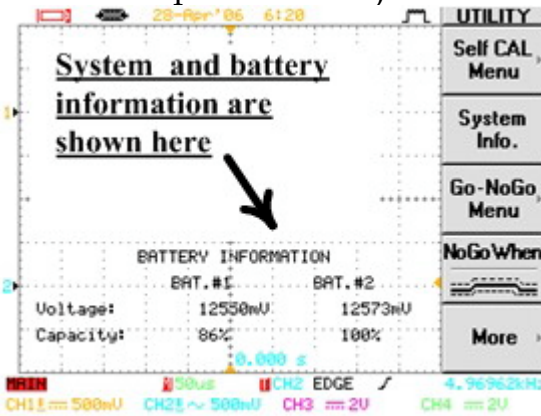 28-Apr'06 6:20
UTILITY
Self CAL
Menu
System
Info.
Go-NoGo
Menu
NoGo When
More
System and battery
information are
shown here
1
2
BATTERY INFORMATION
BAT.#1 BAT.#2
Voltage: 12550mV 12573mV
Capacity: 86% 100%
0.000 s
MAIN 50us CH2 EDGE 4.96962kHz
CH1 500mV CH2 500mV CH3 2V CH4 2V